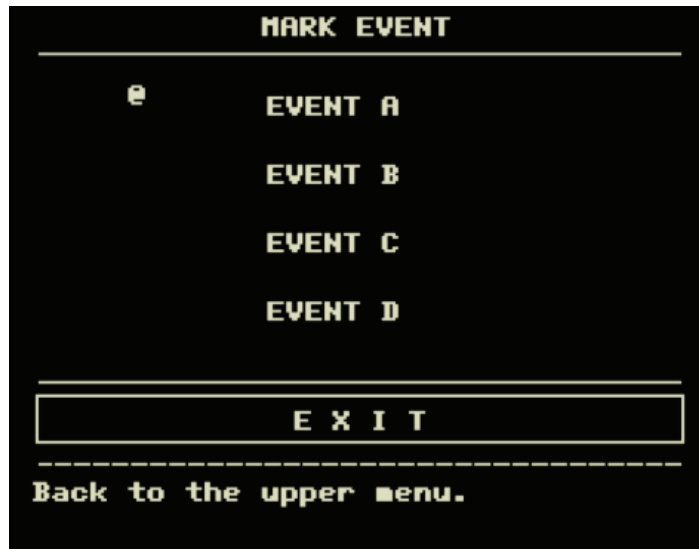 MARK EVENT
@ EVENT A
EVENT B
EVENT C
EVENT D
E X I T
Back to the upper menu.